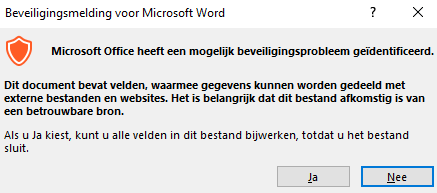 Beveiligingsmelding voor Microsoft Word
?
Microsoft Office heeft een mogelijk beveiligingsprobleem geïdentificeerd.
Dit document bevat velden, waarmee gegevens kunnen worden gedeeld met
externe bestanden en websites. Het is belangrijk dat dit bestand afkomstig is van
een betrouwbare bron.
Als u Ja kiest, kunt u alle velden in dit bestand bijwerken, totdat u het bestand
sluit.
Ja
Nee